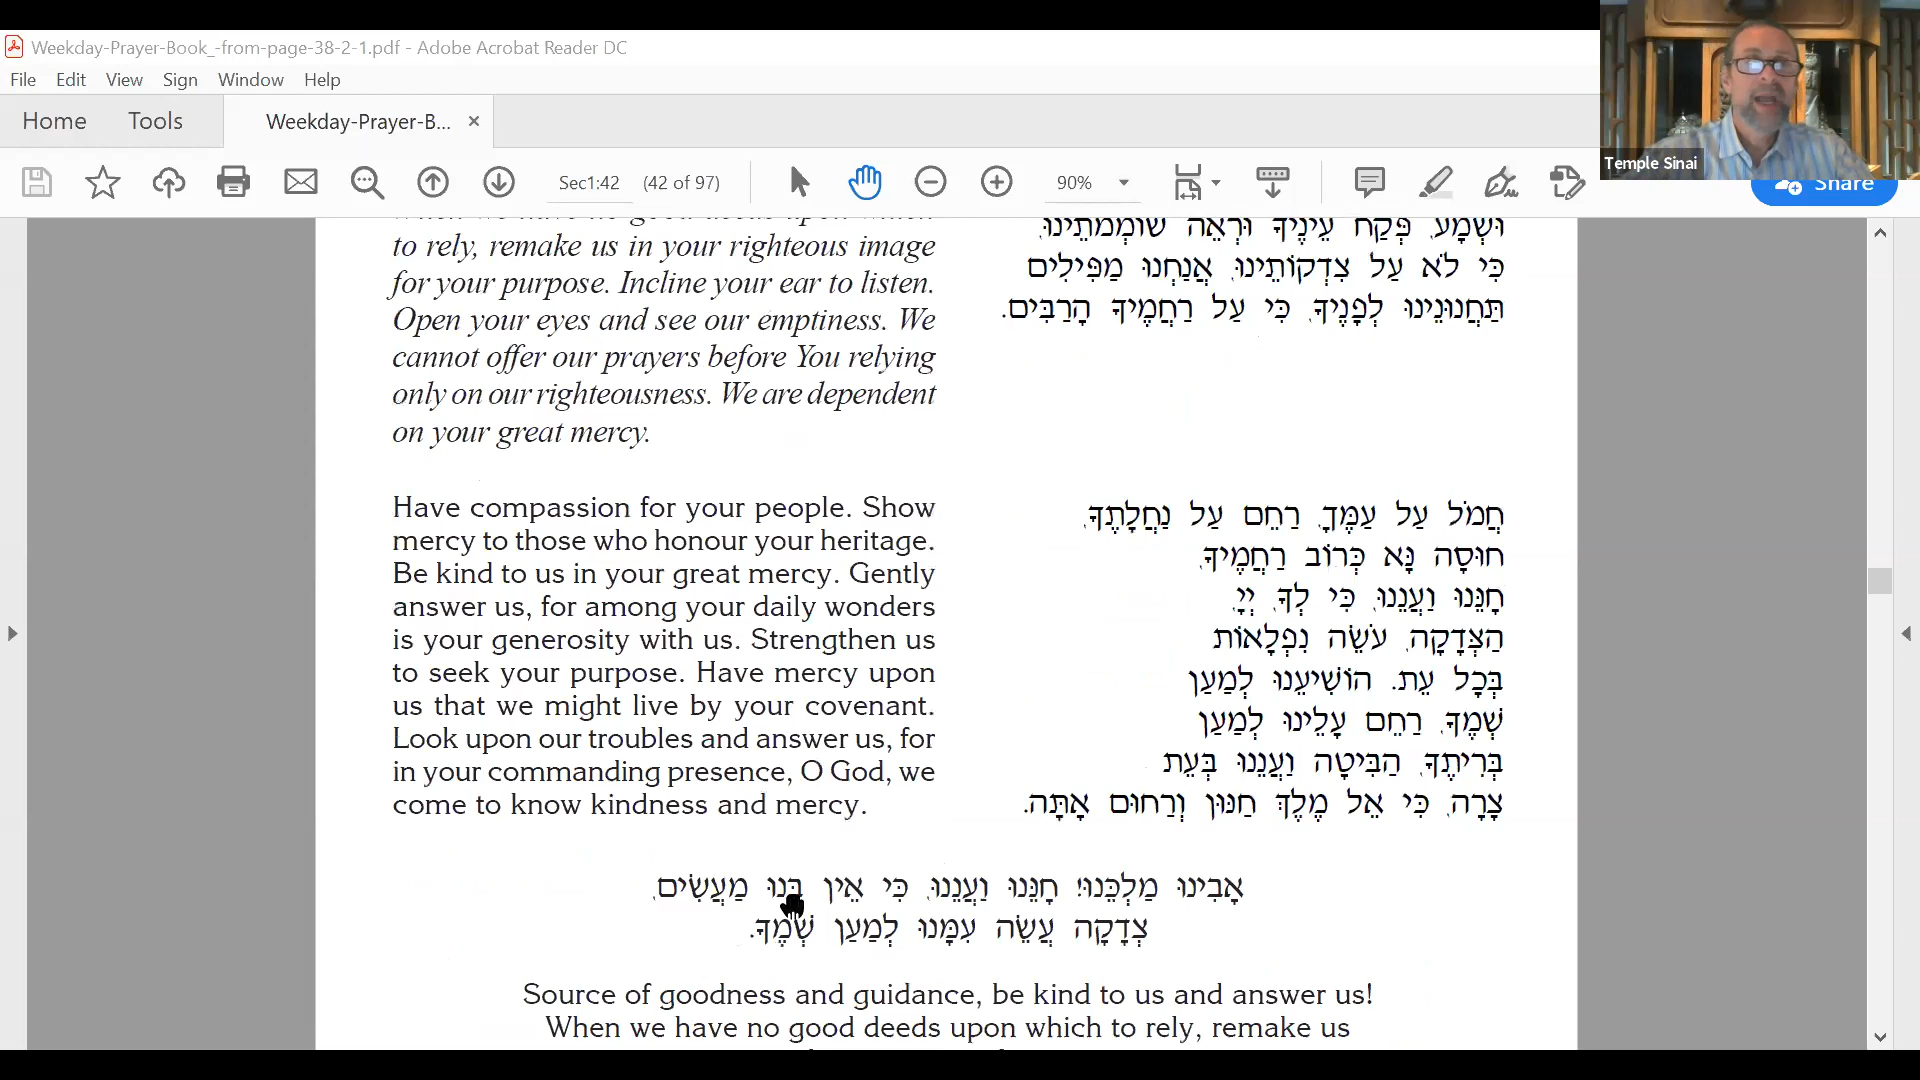 Weekday-Prayer-Book_-from-page-38-2-1.pdf - Adobe Acrobat Reader DC
File Edit View Sign Window Help
Home Tools Weekday-Prayer-B... ×
Sec1:42 (42 of 97) 90% Share
Temple Sinai
to rely, remake us in your righteous image
for your purpose. Incline your ear to listen.
Open your eyes and see our emptiness. We
cannot offer our prayers before You relying
only on our righteousness. We are dependent
on your great mercy.
וּשְׁמָע, פְּקַח עֵינֶיךָ וּרְאֵה שׁוֹמְמֹתֵינוּ,
כִּי לֹא עַל צִדְקוֹתֵינוּ, אֲנַחְנוּ מַפִּילִים
תַּחֲנוּנֵינוּ לְפָנֶיךָ, כִּי עַל רַחֲמֶיךָ הָרַבִּים.
Have compassion for your people. Show
mercy to those who honour your heritage.
Be kind to us in your great mercy. Gently
answer us, for among your daily wonders
is your generosity with us. Strengthen us
to seek your purpose. Have mercy upon
us that we might live by your covenant.
Look upon our troubles and answer us, for
in your commanding presence, O God, we
come to know kindness and mercy.
חֲמֹל עַל עַמֶּךָ, רַחֵם עַל נַחֲלָתֶךָ,
חוּסָה נָּא כְּרוֹב רַחֲמֶיךָ,
חָנֵּנוּ וַעֲנֵנוּ, כִּי לְךָ, יְיָ,
הַצְּדָקָה, עֹשֵׂה נִפְלָאוֹת
בְּכָל עֵת. הוֹשִׁיעֵנוּ לְמַעַן
שְׁמֶךָ, רַחֵם עָלֵינוּ לְמַעַן
בְּרִיתֶךָ, הַבִּיטָה וַעֲנֵנוּ בְּעֵת
צָרָה, כִּי אֵל מֶלֶךְ חַנּוּן וְרַחוּם אָתָּה.
אָבִינוּ מַלְכֵּנוּ! חָנֵּנוּ וַעֲנֵנוּ, כִּי אֵין בָּנוּ מַעֲשִׂים,
צְדָקָה עֲשֵׂה עִמָּנוּ לְמַעַן שְׁמֶךָ.
Source of goodness and guidance, be kind to us and answer us!
When we have no good deeds upon which to rely, remake us